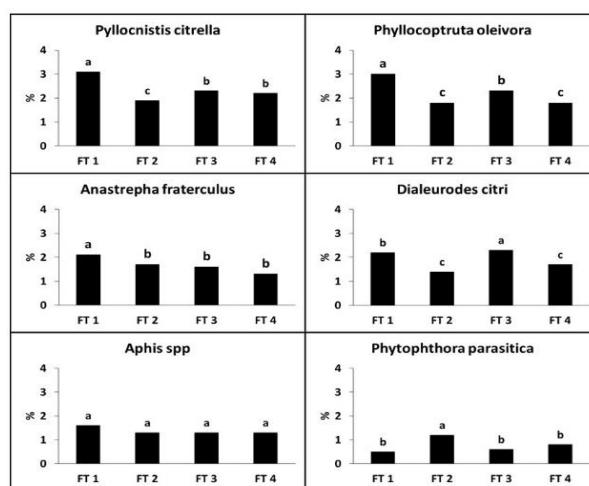 Pyllocnistis citrella
4
3
2
1
0
%
a
c
b
b
FT 1
FT 2
FT 3
FT 4
Phyllocoptruta oleivora
4
3
2
1
0
%
a
c
b
c
FT 1
FT 2
FT 3
FT 4
Anastrepha fraterculus
4
3
2
1
0
%
a
b
b
b
FT 1
FT 2
FT 3
FT 4
Dialeurodes citri
4
3
2
1
0
%
b
c
a
c
FT 1
FT 2
FT 3
FT 4
Aphis spp
4
3
2
1
0
%
a
a
a
a
FT 1
FT 2
FT 3
FT 4
Phytophthora parasitica
4
3
2
1
0
%
b
a
b
b
FT 1
FT 2
FT 3
FT 4